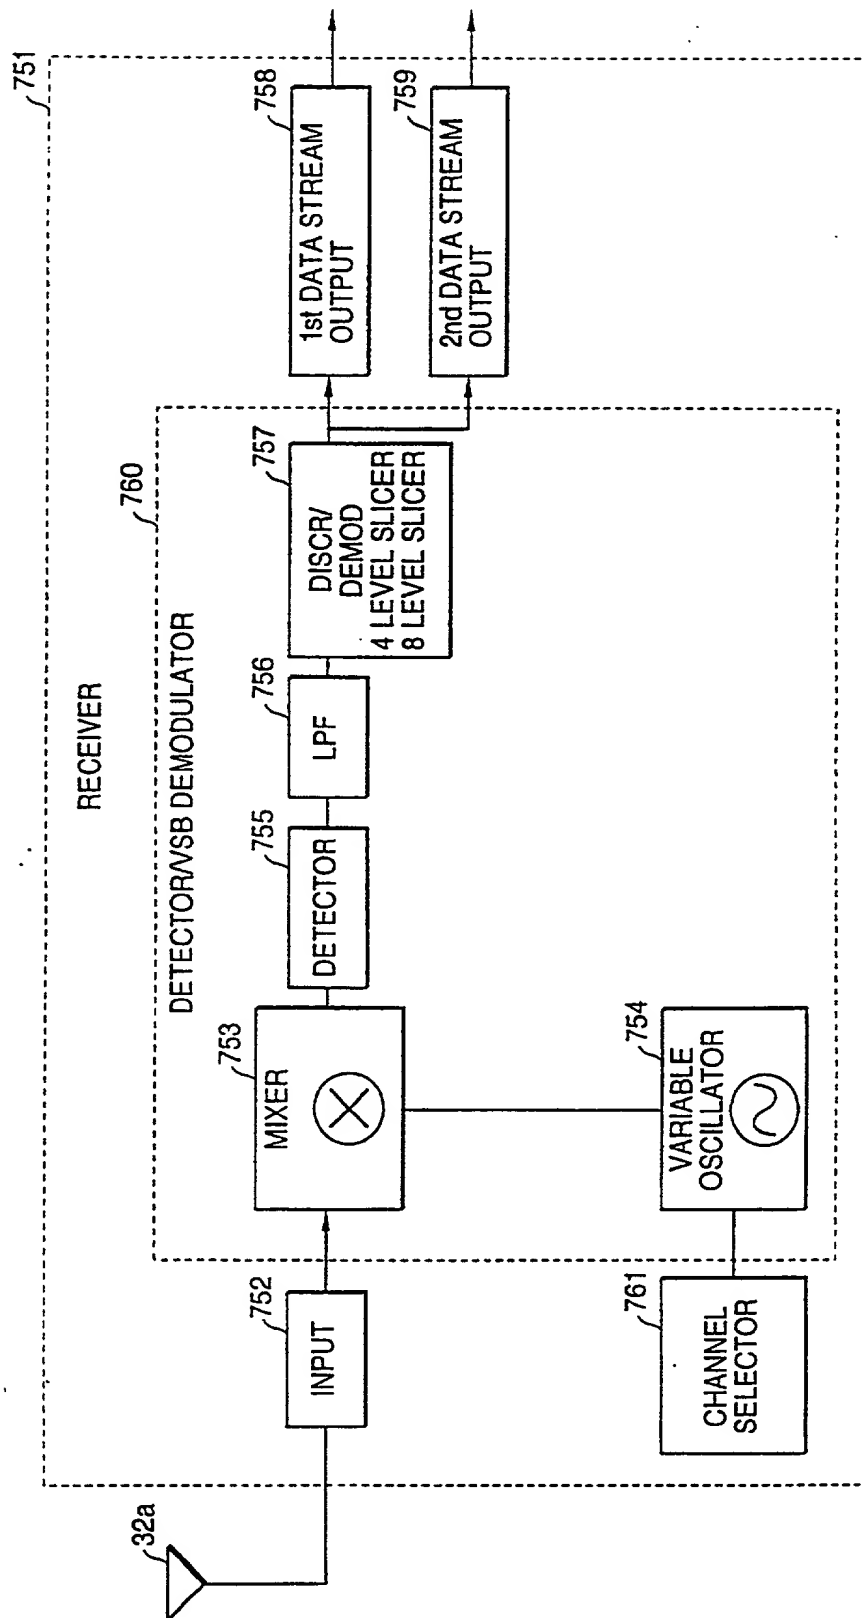 751
RECEIVER
760
DETECTOR/VSB DEMODULATOR
32a
752
INPUT
753
MIXER
755
DETECTOR
756
LPF
757
DISCR/
DEMOD
4 LEVEL SLICER
8 LEVEL SLICER
758
1st DATA STREAM
OUTPUT
759
2nd DATA STREAM
OUTPUT
761
CHANNEL
SELECTOR
754
VARIABLE
OSCILLATOR